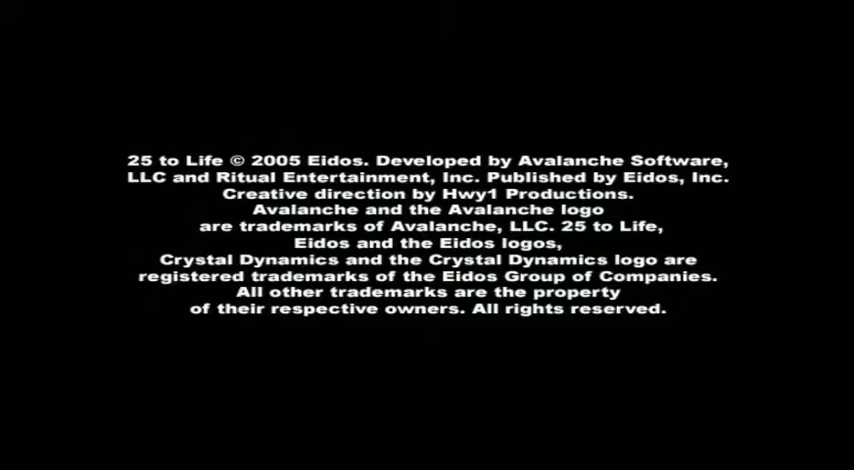 25 to Life © 2005 Eidos. Developed by Avalanche Software,
LLC and Ritual Entertainment, Inc. Published by Eidos, Inc.
Creative direction by Hwy1 Productions.
Avalanche and the Avalanche logo
are trademarks of Avalanche, LLC. 25 to Life,
Eidos and the Eidos logos,
Crystal Dynamics and the Crystal Dynamics logo are
registered trademarks of the Eidos Group of Companies.
All other trademarks are the property
of their respective owners. All rights reserved.